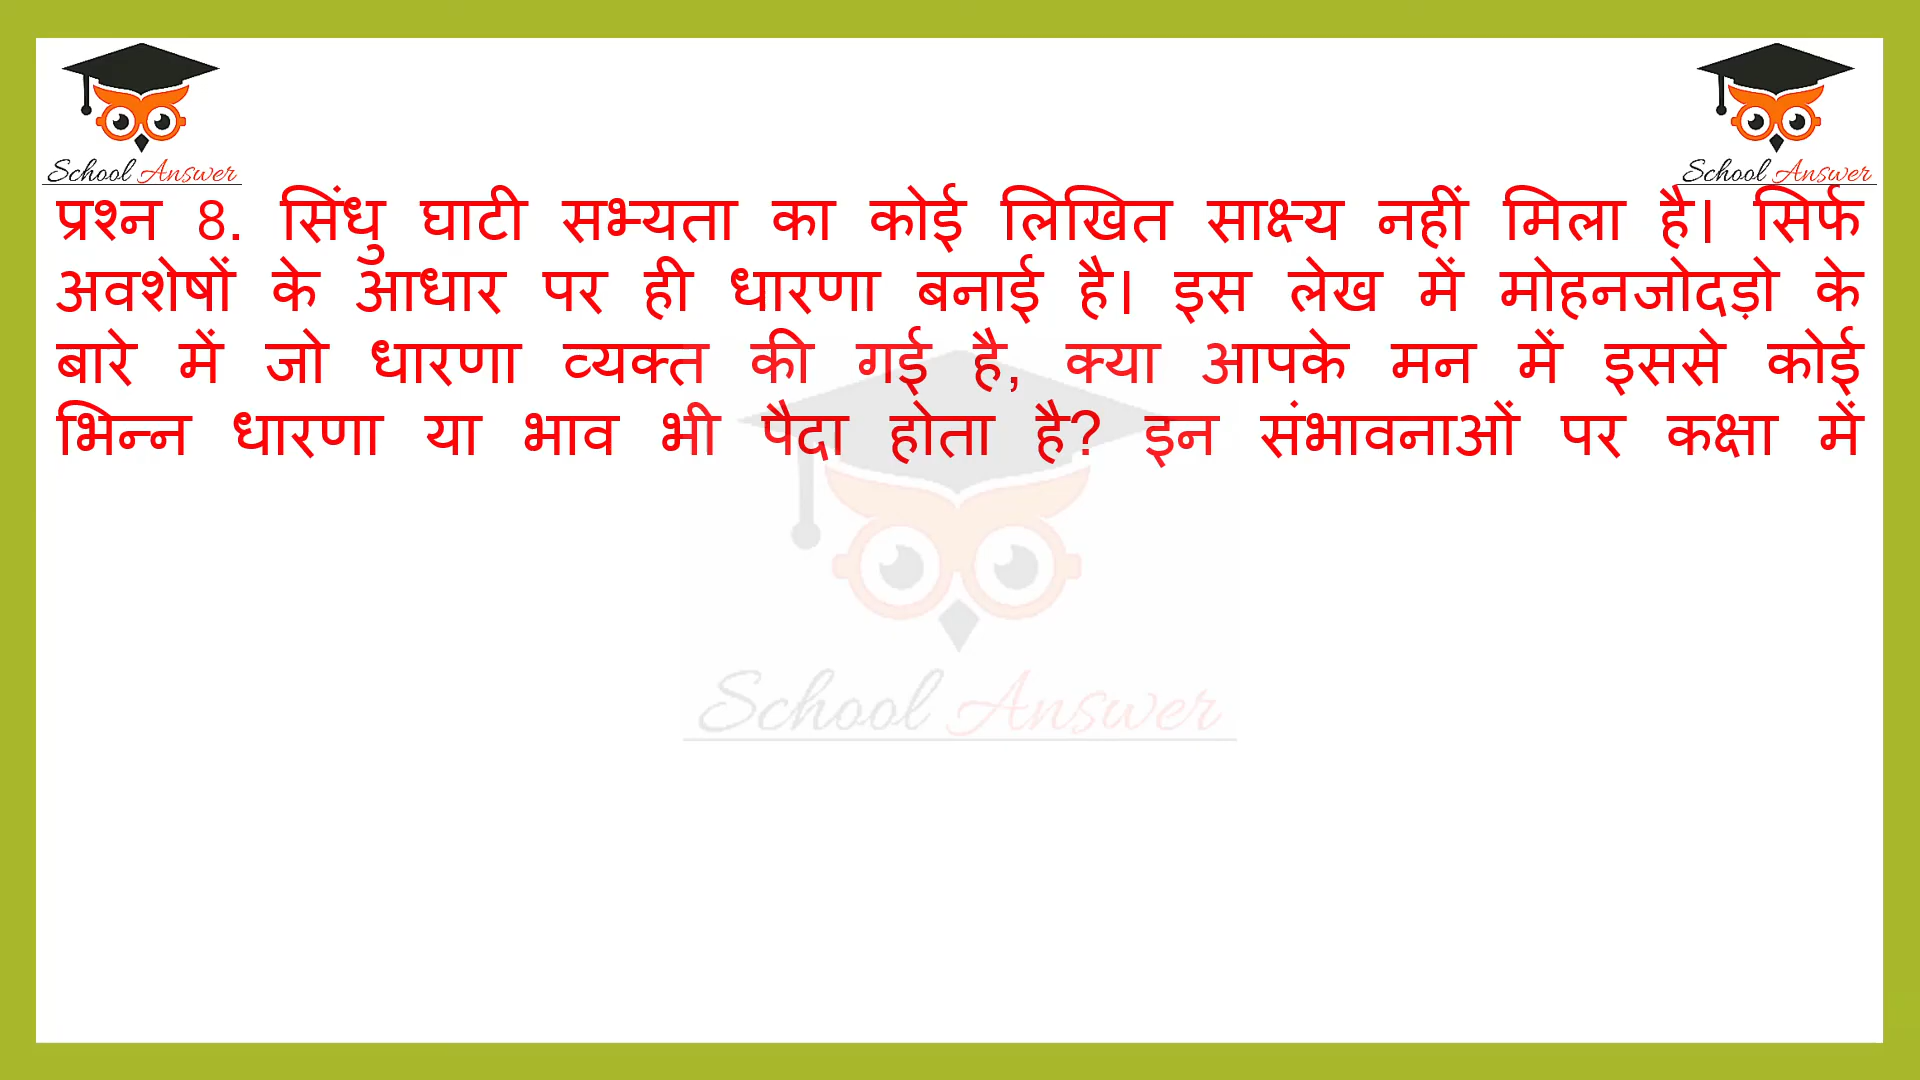 School Answer
School Answer
प्रश्न 8. सिंधु घाटी सभ्यता का कोई लिखित साक्ष्य नहीं मिला है। सिर्फ
अवशेषों के आधार पर ही धारणा बनाई है। इस लेख में मोहनजोदड़ो के
बारे में जो धारणा व्यक्त की गई है, क्या आपके मन में इससे कोई
भिन्न धारणा या भाव भी पैदा होता है? इन संभावनाओं पर कक्षा में
School Answer